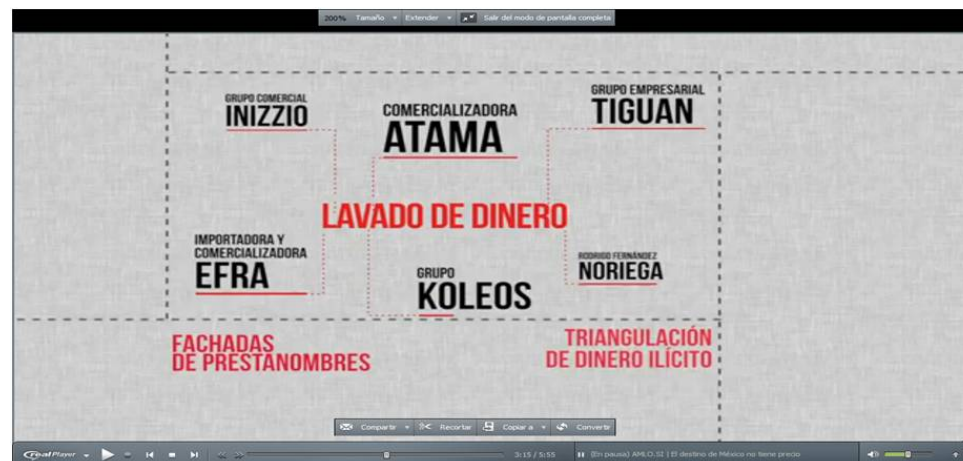 200% Tamaño Extender Salir del modo de pantalla completa
GRUPO COMERCIAL
INIZZIO
COMERCIALIZADORA
ATAMA
GRUPO EMPRESARIAL
TIGUAN
LAVADO DE DINERO
IMPORTADORA Y
COMERCIALIZADORA
EFRA
GRUPO
KOLEOS
RODRIGO FERNÁNDEZ
NORIEGA
FACHADAS
DE PRESTANOMBRES
TRIANGULACIÓN
DE DINERO ILÍCITO
Compartir Recortar Copiar a Convertir
RealPlayer 3:15 / 5:55 (En pausa) AMLO.SI | El destino de México no tiene precio